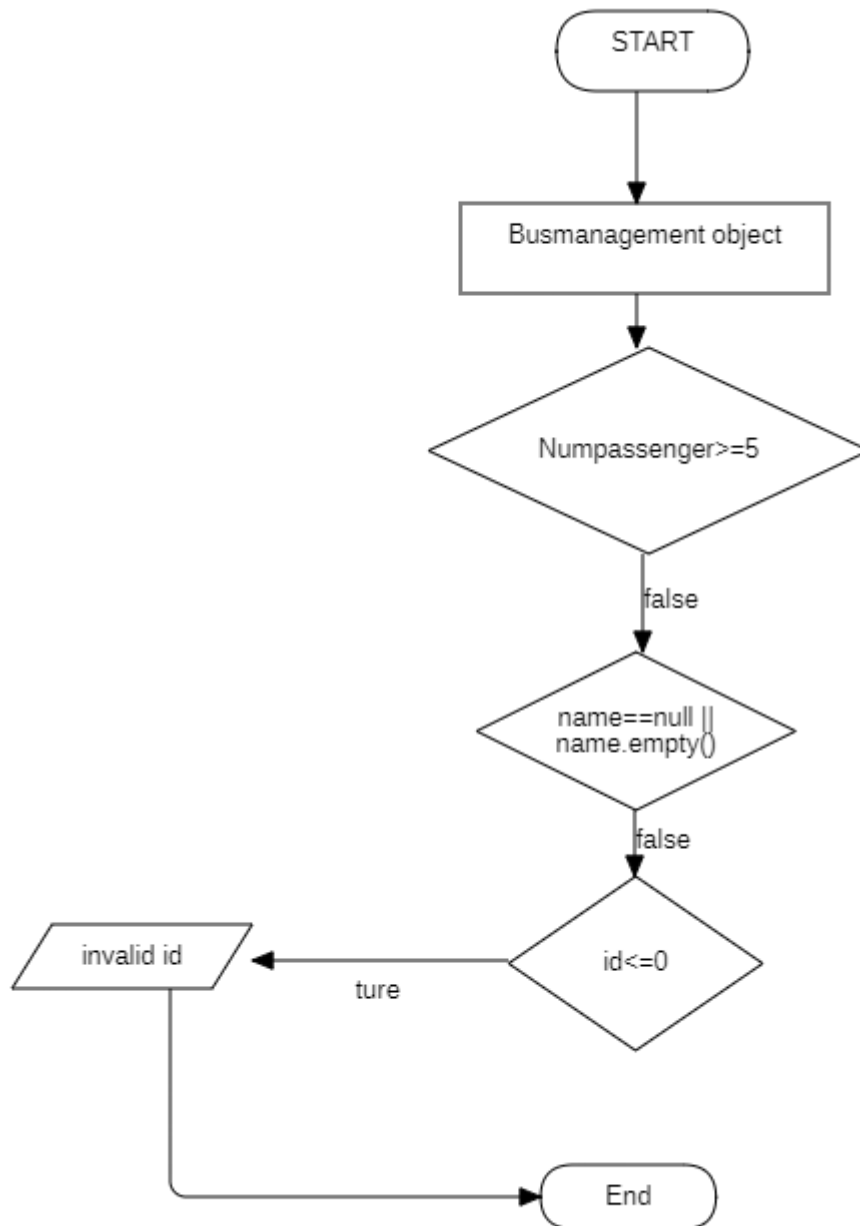 START
Busmanagement object
Numpassenger>=5
false
name==null ||
name.empty()
false
id<=0
invalid id
ture
End